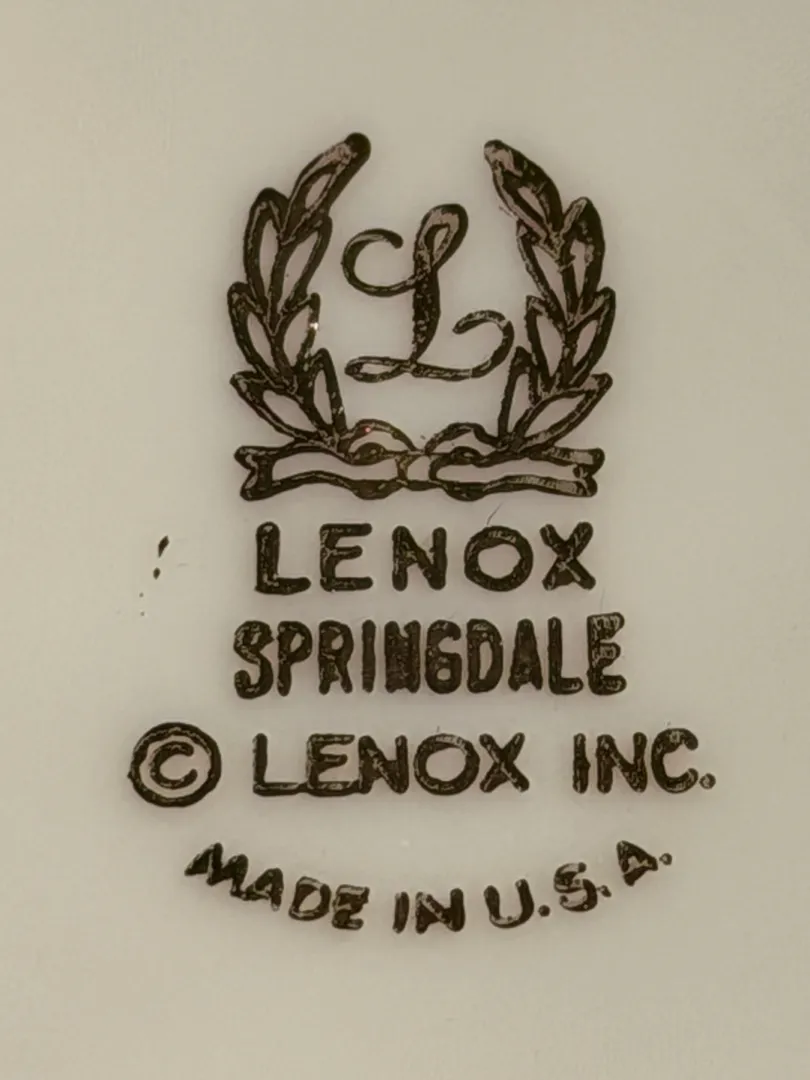 L
LENOX
SPRINGDALE
© LENOX INC.
MADE IN U.S.A.